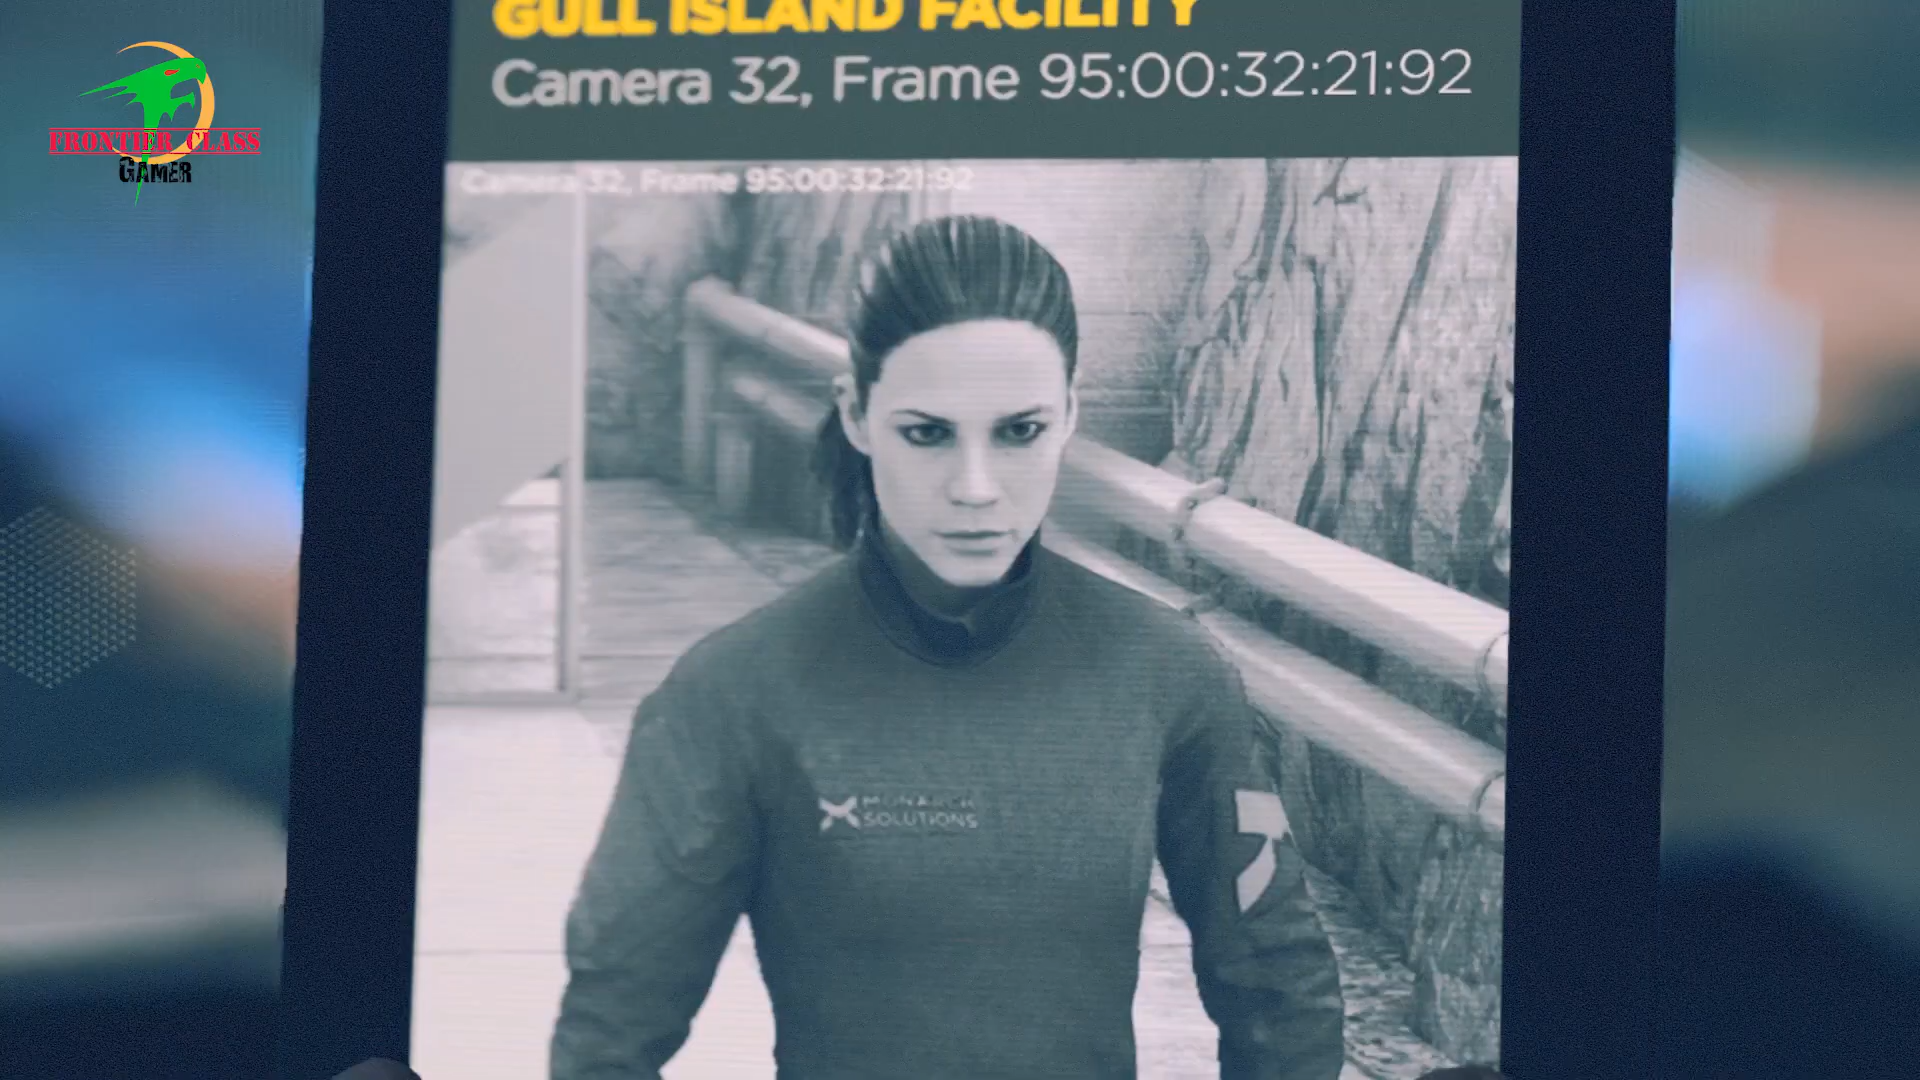 GULL ISLAND FACILITY
Camera 32, Frame 95:00:32:21:92
FRONTIER CLASS
GAMER
Camera 32, Frame 95:00:32:21:92
MONARCH
SOLUTIONS